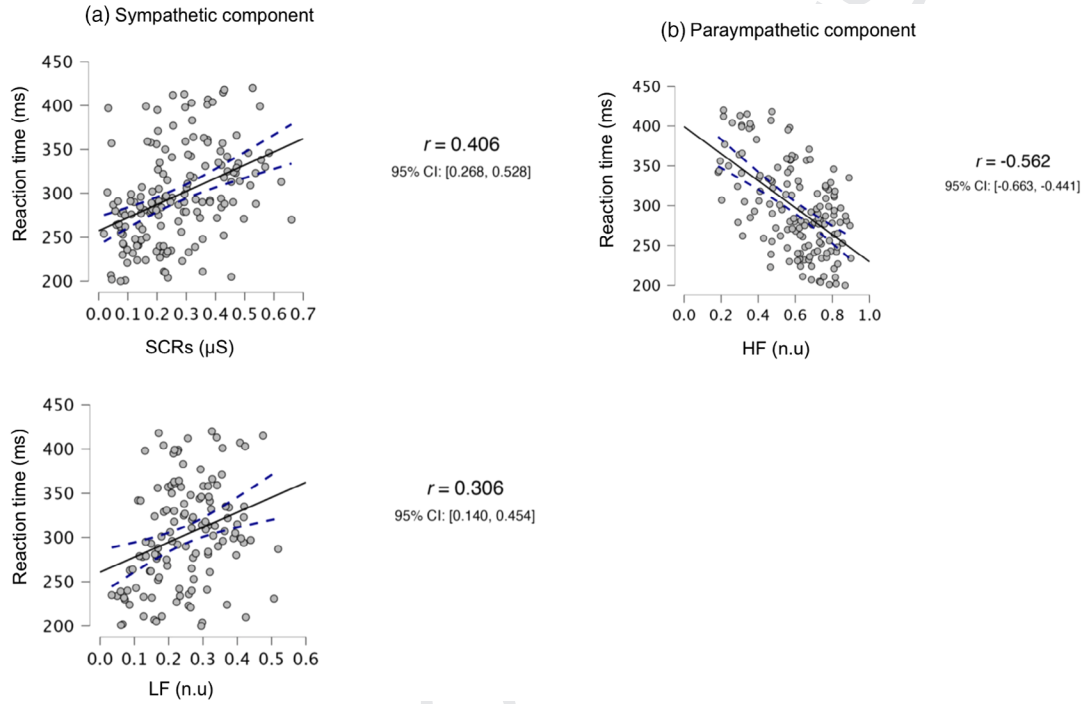 (a) Sympathetic component
450
400
350
300
250
200
Reaction time (ms)
0.0 0.1 0.2 0.3 0.4 0.5 0.6 0.7
SCRs (µS)
r = 0.406
95% CI: [0.268, 0.528]
(b) Paraympathetic component
450
400
350
300
250
200
Reaction time (ms)
0.0 0.2 0.4 0.6 0.8 1.0
HF (n.u)
r = -0.562
95% CI: [-0.663, -0.441]
450
400
350
300
250
200
Reaction time (ms)
0.0 0.1 0.2 0.3 0.4 0.5 0.6
LF (n.u)
r = 0.306
95% CI: [0.140, 0.454]